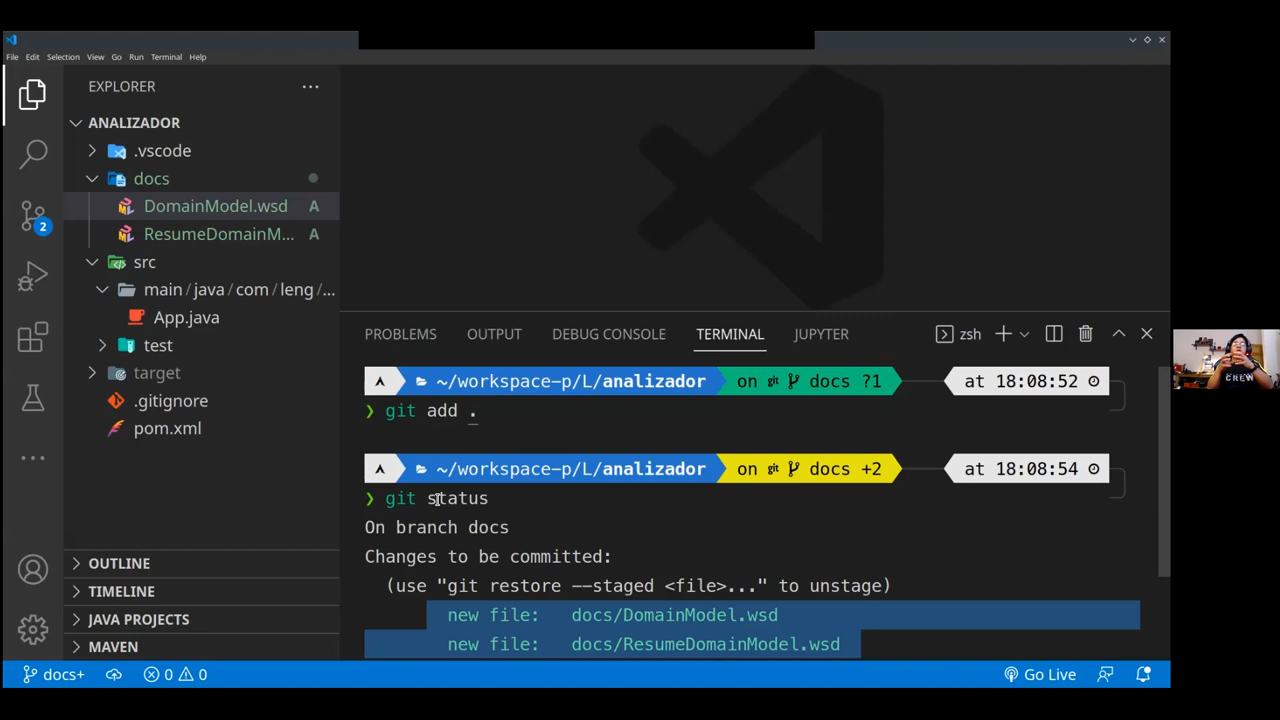 File Edit Selection View Go Run Terminal Help
EXPLORER
ANALIZADOR
.vscode
docs
DomainModel.wsd A
ResumeDomainM... A
2
src
main/java/com/leng/...
App.java
test
target
.gitignore
pom.xml
OUTLINE
TIMELINE
JAVA PROJECTS
MAVEN
PROBLEMS OUTPUT DEBUG CONSOLE TERMINAL JUPYTER zsh
~/workspace-p/L/analizador on git docs ?1 at 18:08:52
❯ git add .
~/workspace-p/L/analizador on git docs +2 at 18:08:54
❯ git status
On branch docs
Changes to be committed:
(use "git restore --staged <file>..." to unstage)
new file: docs/DomainModel.wsd
new file: docs/ResumeDomainModel.wsd
docs+ 0 0 Go Live
CREW